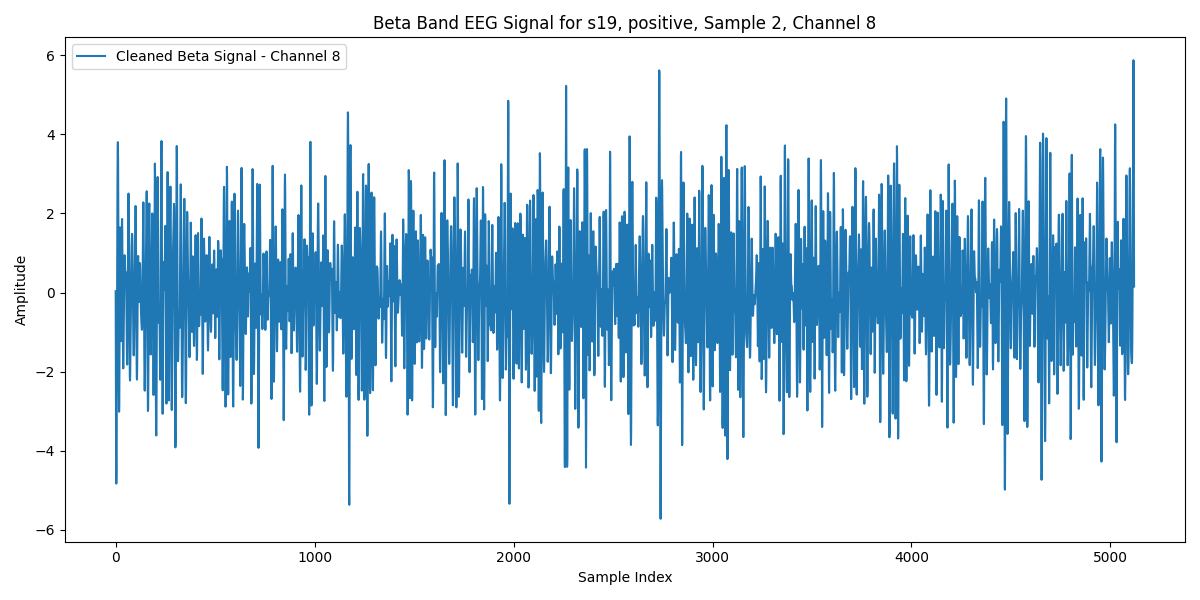 Beta Band EEG Signal for s19, positive, Sample 2, Channel 8
Cleaned Beta Signal - Channel 8
6
4
2
0
−2
−4
−6
Amplitude
0 1000 2000 3000 4000 5000
Sample Index